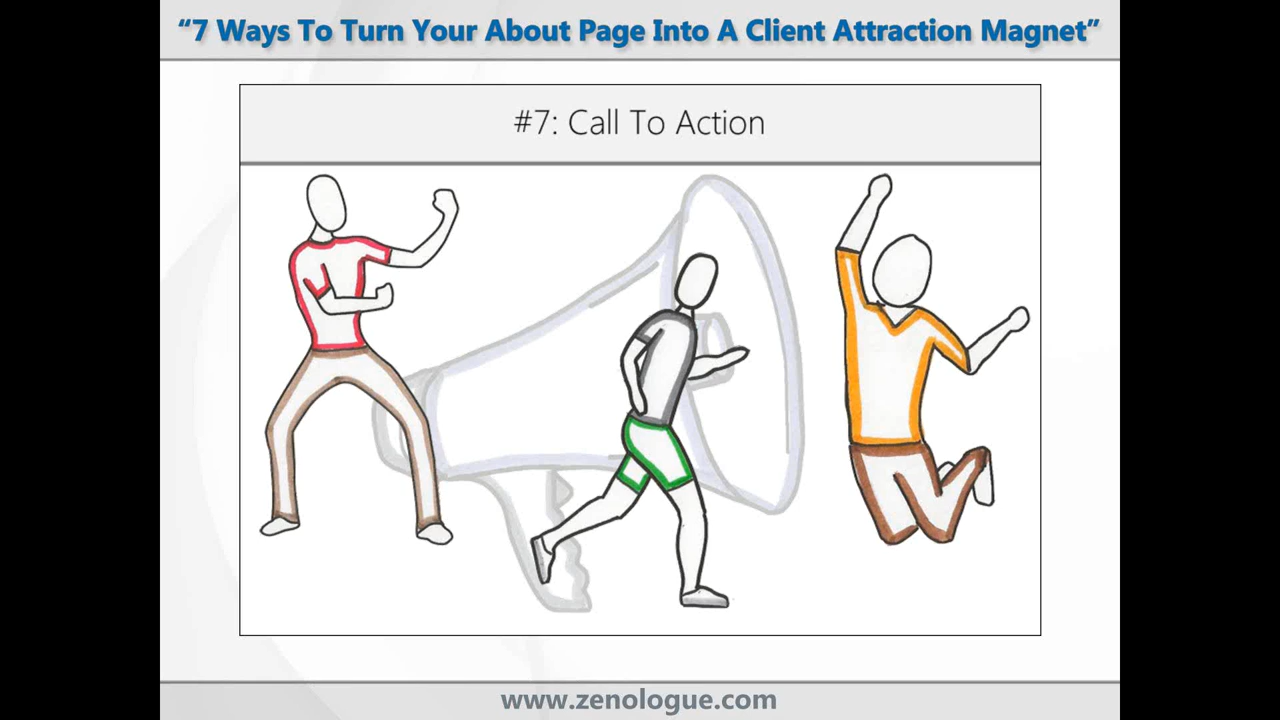 “7 Ways To Turn Your About Page Into A Client Attraction Magnet”
#7: Call To Action
www.zenologue.com